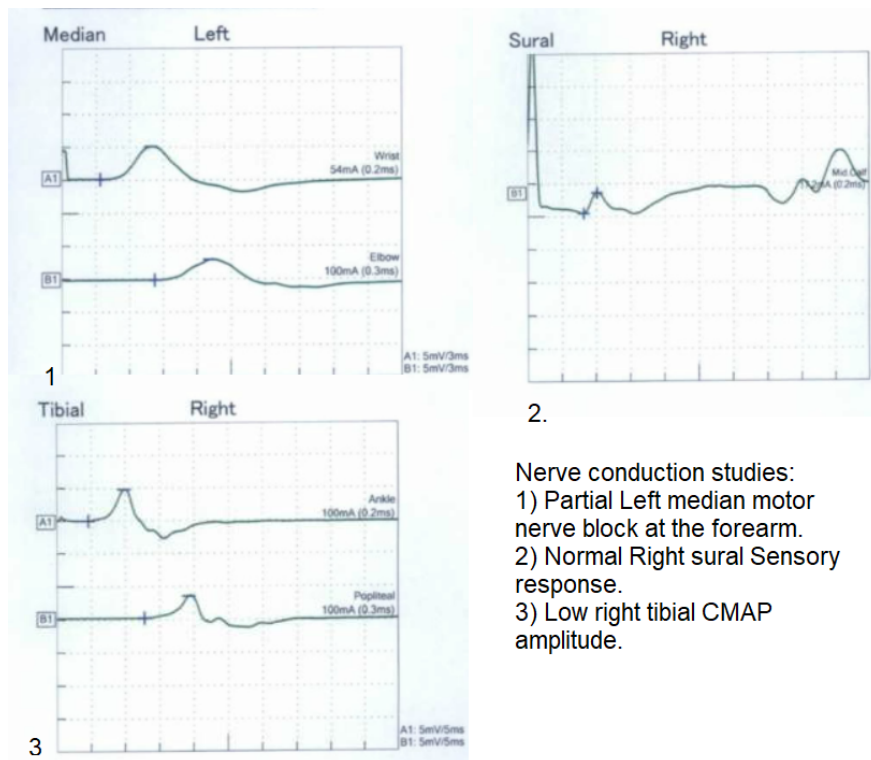 Median Left
A1
Wrist
54mA (0.2ms)
B1
Elbow
100mA (0.3ms)
A1: 5mV/3ms
B1: 5mV/3ms
1
Sural Right
B1
Mid Calf
(0.2ms)
2.
Tibial Right
A1
Ankle
100mA (0.2ms)
B1
Popliteal
100mA (0.3ms)
A1: 5mV/5ms
B1: 5mV/5ms
3
Nerve conduction studies:
1) Partial Left median motor
nerve block at the forearm.
2) Normal Right sural Sensory
response.
3) Low right tibial CMAP
amplitude.